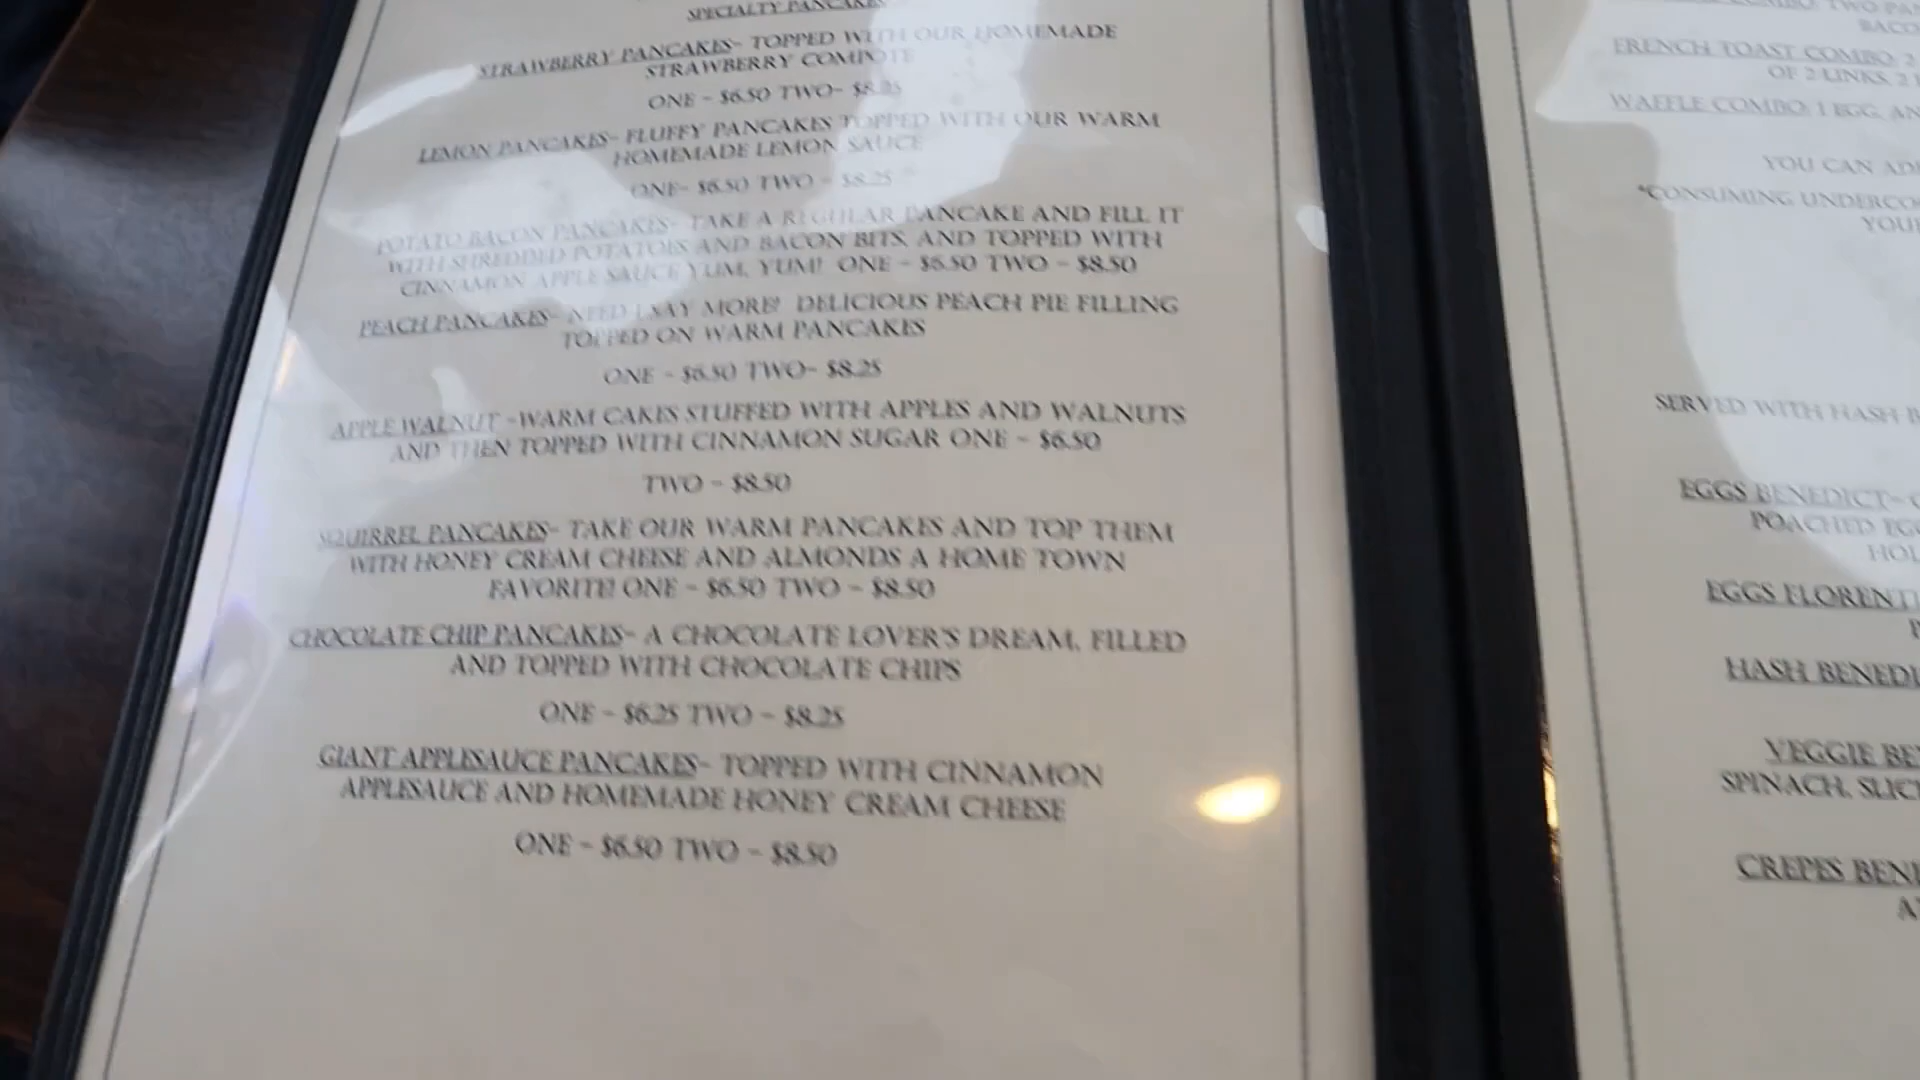 SPECIALTY PANCAKES
STRAWBERRY PANCAKES- TOPPED WITH OUR HOMEMADE
STRAWBERRY COMPOTE
ONE - $6.50 TWO- $8.25
LEMON PANCAKES- FLUFFY PANCAKES TOPPED WITH OUR WARM
HOMEMADE LEMON SAUCE
ONE- $6.50 TWO - $8.25
POTATO BACON PANCAKES- TAKE A REGULAR PANCAKE AND FILL IT
WITH SHREDDED POTATOES AND BACON BITS, AND TOPPED WITH
CINNAMON APPLE SAUCE YUM, YUM! ONE - $6.50 TWO - $8.50
PEACH PANCAKES- NEED I SAY MORE? DELICIOUS PEACH PIE FILLING
TOPPED ON WARM PANCAKES
ONE - $6.50 TWO- $8.25
APPLE WALNUT -WARM CAKES STUFFED WITH APPLES AND WALNUTS
AND THEN TOPPED WITH CINNAMON SUGAR ONE - $6.50
TWO - $8.50
SQUIRREL PANCAKES- TAKE OUR WARM PANCAKES AND TOP THEM
WITH HONEY CREAM CHEESE AND ALMONDS A HOME TOWN
FAVORITE! ONE - $6.50 TWO - $8.50
CHOCOLATE CHIP PANCAKES- A CHOCOLATE LOVER'S DREAM, FILLED
AND TOPPED WITH CHOCOLATE CHIPS
ONE - $6.25 TWO - $8.25
GIANT APPLESAUCE PANCAKES- TOPPED WITH CINNAMON
APPLESAUCE AND HOMEMADE HONEY CREAM CHEESE
ONE - $6.50 TWO - $8.50
TWO
FRENCH TOAST COMBO: 2
OF 2 LINKS, 2
WAFFLE COMBO: 1 EGG, AN
YOU CAN
*CONSUMING
SERVED WITH HASH
EGGS BENEDICT-
POACHED
EGGS
HASH
VEGGIE
SPINACH,
CREPES